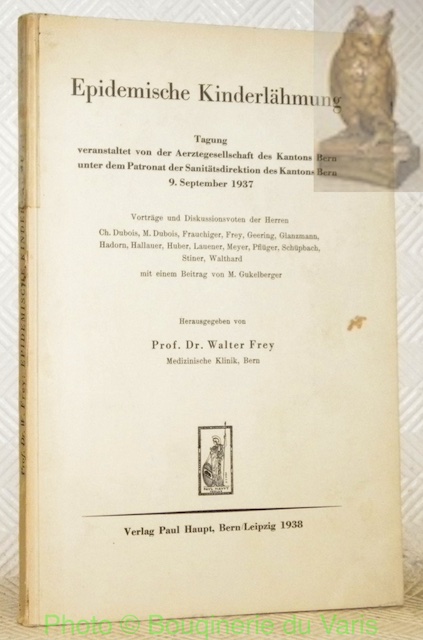 Epidemische Kinderlähmung
Tagung
veranstaltet von der Aerztegesellschaft des Kantons Bern
unter dem Patronat der Sanitätsdirektion des Kantons Bern
9. September 1937
Vorträge und Diskussionsvoten der Herren
Ch. Dubois, M. Dubois, Frauchiger, Frey, Geering, Glanzmann,
Hadorn, Hallauer, Huber, Lauener, Meyer, Pflüger, Schüpbach,
Stiner, Walthard
mit einem Beitrag von M. Gukelberger
Herausgegeben von
Prof. Dr. Walter Frey
Medizinische Klinik, Bern
Verlag Paul Haupt, Bern/Leipzig 1938
Prof. Dr. W. Frey EPIDEMISCHE KINDER
Photo © Bouqinerie du Varis